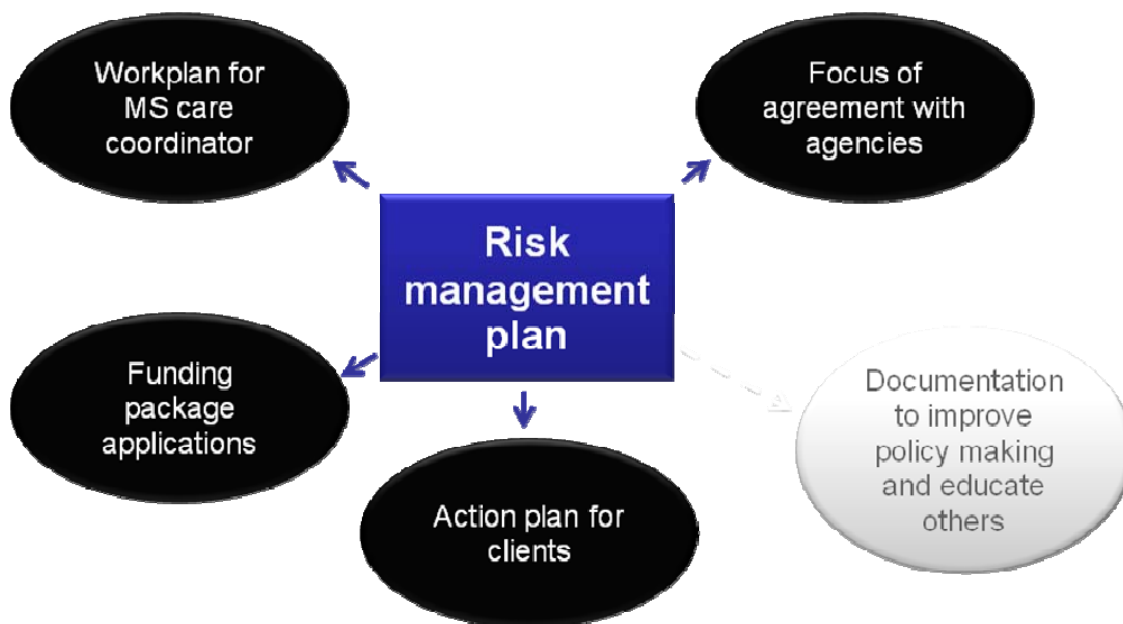 Workplan for
MS care
coordinator
Focus of
agreement with
agencies
Risk
management
plan
Funding
package
applications
Action plan for
clients
Documentation
to improve
policy making
and educate
others